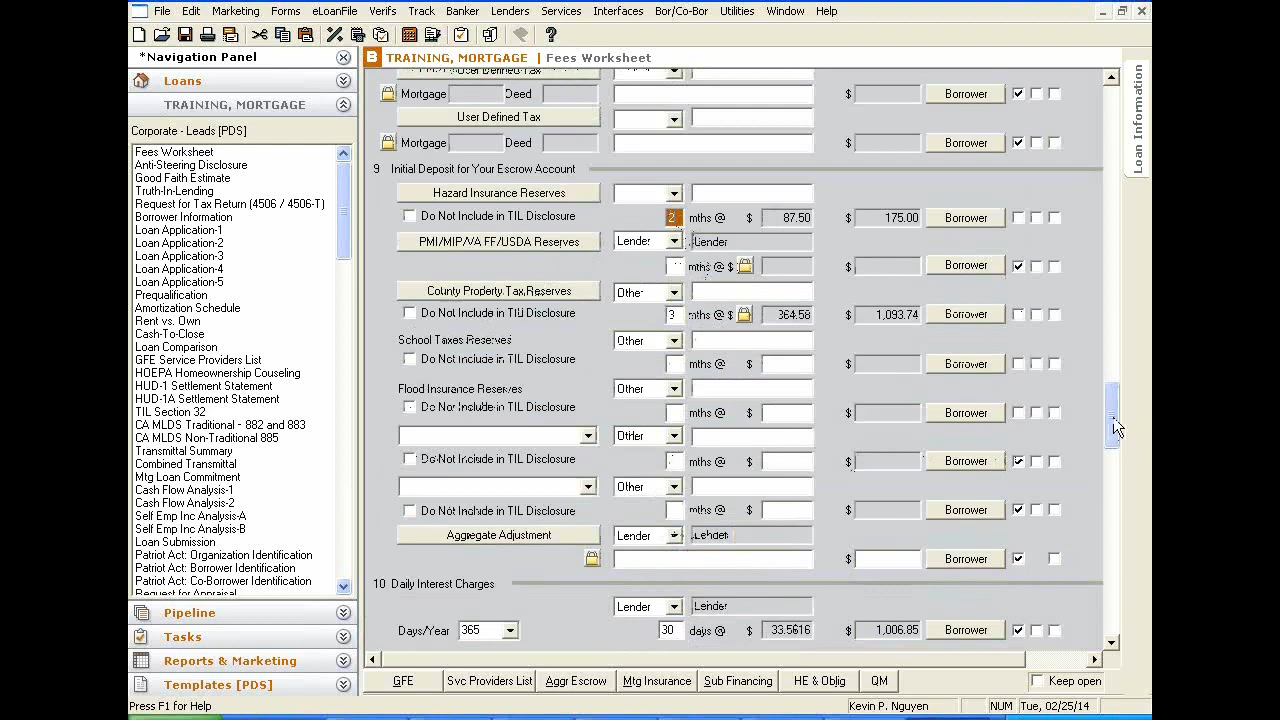 File Edit Marketing Forms eLoanFile Verifs Track Banker Lenders Services Interfaces Bor/Co-Bor Utilities Window Help
*Navigation Panel
B TRAINING, MORTGAGE | Fees Worksheet
Loans
TRAINING, MORTGAGE
Corporate - Leads [PDS]
Fees Worksheet
Anti-Steering Disclosure
Good Faith Estimate
Truth-In-Lending
Request for Tax Return (4506 / 4506-T)
Borrower Information
Loan Application-1
Loan Application-2
Loan Application-3
Loan Application-4
Loan Application-5
Prequalification
Amortization Schedule
Rent vs. Own
Cash-To-Close
Loan Comparison
GFE Service Providers List
HOEPA Homeownership Couseling
HUD-1 Settlement Statement
HUD-1A Settlement Statement
TIL Section 32
CA MLDS Traditional - 882 and 883
CA MLDS Non-Traditional 885
Transmittal Summary
Combined Transmittal
Mtg Loan Commitment
Cash Flow Analysis-1
Cash Flow Analysis-2
Self Emp Inc Analysis-A
Self Emp Inc Analysis-B
Loan Submission
Patriot Act: Organization Identification
Patriot Act: Borrower Identification
Patriot Act: Co-Borrower Identification
Request for Appraisal
Pipeline
Tasks
Reports & Marketing
Templates [PDS]
User Defined Tax
Mortgage Deed $ Borrower
User Defined Tax
Mortgage Deed $ Borrower
9 Initial Deposit for Your Escrow Account
Hazard Insurance Reserves
Do Not Include in TIL Disclosure 2 mths @ $ 87.50 $ 175.00 Borrower
PMI/MIP/VA FF/USDA Reserves Lender Lender
mths @ $ $ Borrower
County Property Tax Reserves Other
Do Not Include in TIL Disclosure 3 mths @ $ 364.58 $ 1,093.74 Borrower
School Taxes Reserves Other
Do Not Include in TIL Disclosure mths @ $ $ Borrower
Flood Insurance Reserves Other
Do Not Include in TIL Disclosure mths @ $ $ Borrower
Other
Do Not Include in TIL Disclosure mths @ $ $ Borrower
Other
Do Not Include in TIL Disclosure mths @ $ $ Borrower
Aggregate Adjustment Lender Lender
$ Borrower
10 Daily Interest Charges
Lender Lender
Days/Year 365 30 days @ $ 33.5616 $ 1,006.85 Borrower
GFE Svc Providers List Aggr Escrow Mtg Insurance Sub Financing HE & Oblig QM Keep open
Loan Information
Press F1 for Help Kevin P. Nguyen NUM Tue, 02/25/14